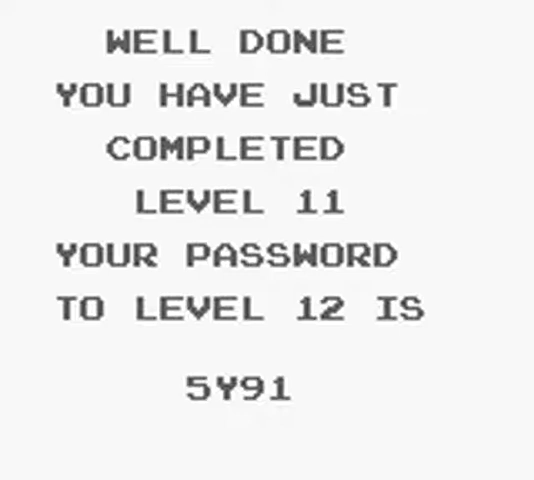 WELL DONE
YOU HAVE JUST
COMPLETED
LEVEL 11
YOUR PASSWORD
TO LEVEL 12 IS
5Y91